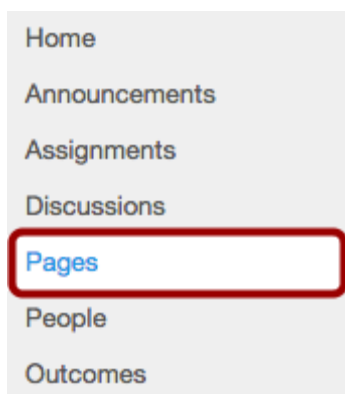 Home
Announcements
Assignments
Discussions
Pages
People
Outcomes